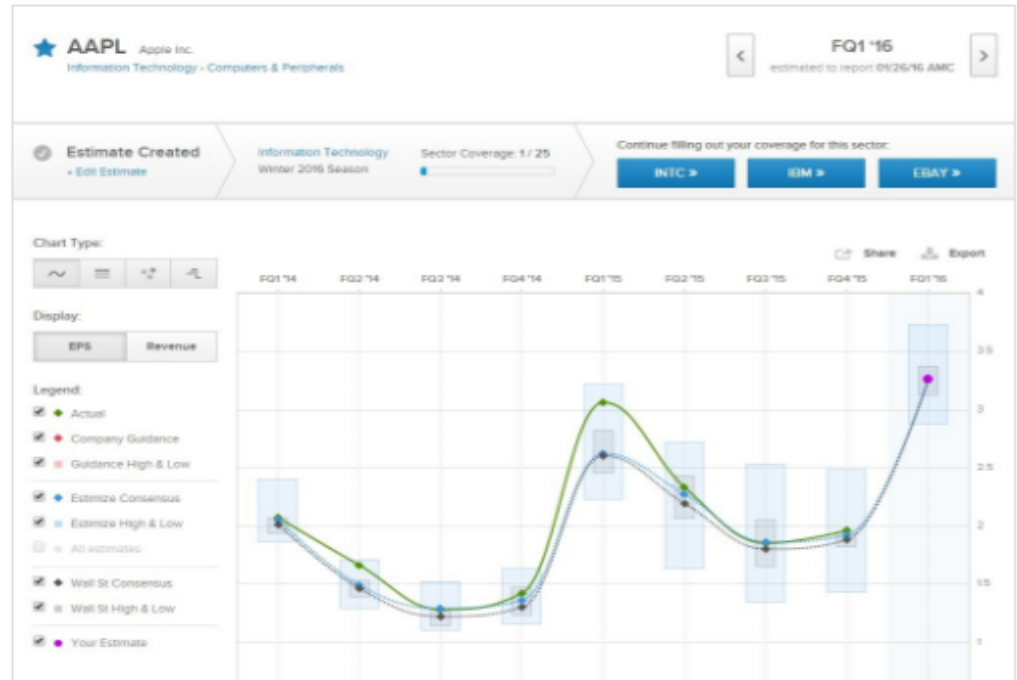 AAPL Apple Inc.
Information Technology - Computers & Peripherals
FQ1 '16
estimated to report 01/26/16 AMC
Estimate Created
+ Edit Estimate
Information Technology
Winter 2016 Season
Sector Coverage: 1 / 25
Continue filling out your coverage for this sector:
INTC »
IBM »
EBAY »
Chart Type:
Share
Export
FQ1 '14 FQ2 '14 FQ3 '14 FQ4 '14 FQ1 '15 FQ2 '15 FQ3 '15 FQ4 '15 FQ1 '16
Display:
EPS
Revenue
Legend:
Actual
Company Guidance
Guidance High & Low
Estimize Consensus
Estimize High & Low
All estimates
Wall St Consensus
Wall St High & Low
Your Estimate
4
3.5
3
2.5
2
1.5
1